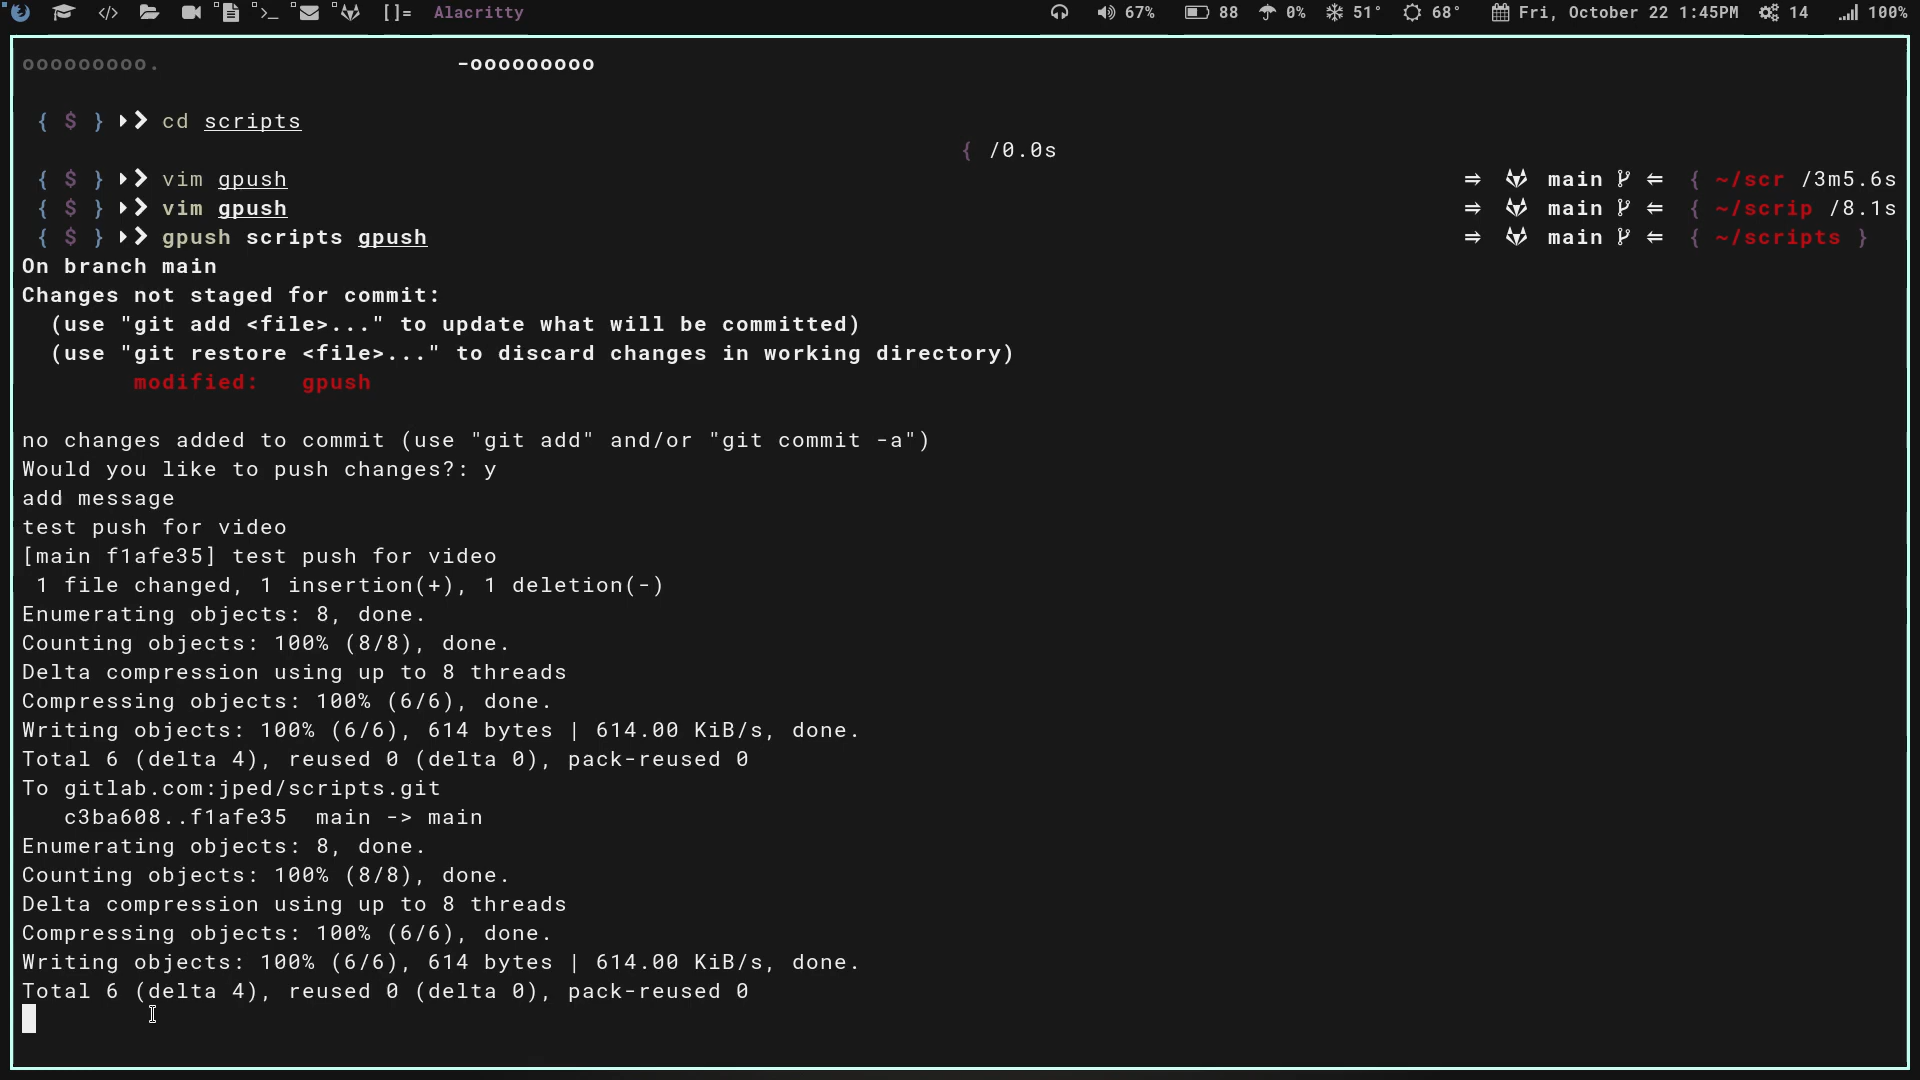 []= Alacritty 67% 88 0% 51° 68° Fri, October 22 1:45PM 14 100%
ooooooooo. -ooooooooo
{ $ } cd scripts
{ /0.0s
{ $ } vim gpush ⇒ main ⇐ { ~/scr /3m5.6s
{ $ } vim gpush ⇒ main ⇐ { ~/scrip /8.1s
{ $ } gpush scripts gpush ⇒ main ⇐ { ~/scripts }
On branch main
Changes not staged for commit:
(use "git add <file>..." to update what will be committed)
(use "git restore <file>..." to discard changes in working directory)
modified: gpush
no changes added to commit (use "git add" and/or "git commit -a")
Would you like to push changes?: y
add message
test push for video
[main f1afe35] test push for video
1 file changed, 1 insertion(+), 1 deletion(-)
Enumerating objects: 8, done.
Counting objects: 100% (8/8), done.
Delta compression using up to 8 threads
Compressing objects: 100% (6/6), done.
Writing objects: 100% (6/6), 614 bytes | 614.00 KiB/s, done.
Total 6 (delta 4), reused 0 (delta 0), pack-reused 0
To gitlab.com:jped/scripts.git
c3ba608..f1afe35 main -> main
Enumerating objects: 8, done.
Counting objects: 100% (8/8), done.
Delta compression using up to 8 threads
Compressing objects: 100% (6/6), done.
Writing objects: 100% (6/6), 614 bytes | 614.00 KiB/s, done.
Total 6 (delta 4), reused 0 (delta 0), pack-reused 0